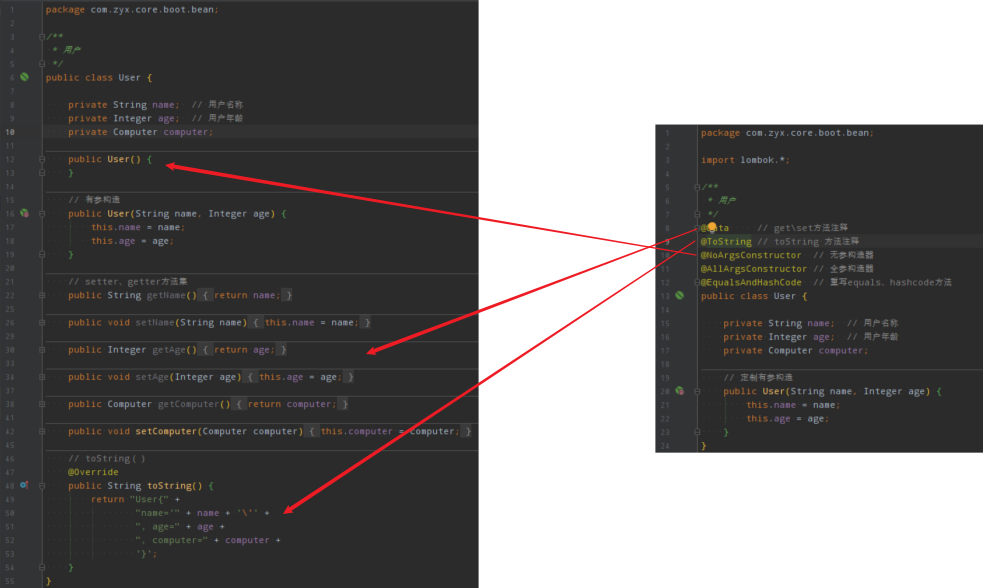 1 package com.zyx.core.boot.bean;
2
3 /**
4 * 用户
5 */
6 public class User {
7
8 private String name; // 用户名称
9 private Integer age; // 用户年龄
10 private Computer computer;
11
12 public User() {
13 }
14
15 // 有参构造
16 public User(String name, Integer age) {
17 this.name = name;
18 this.age = age;
19 }
20
21 // setter、getter方法集
22 public String getName() { return name; }
25
26 public void setName(String name) { this.name = name; }
29
30 public Integer getAge() { return age; }
33
34 public void setAge(Integer age) { this.age = age; }
37
38 public Computer getComputer() { return computer; }
41
42 public void setComputer(Computer computer) { this.computer = computer; }
45
46 // toString()
47 @Override
48 public String toString() {
49 return "User{" +
50 "name='" + name + '\'' +
51 ", age=" + age +
52 ", computer=" + computer +
53 '}';
54 }
55 }
1 package com.zyx.core.boot.bean;
2
3 import lombok.*;
4
5 /**
6 * 用户
7 */
8 @Data // get\set方法注释
9 @ToString // toString 方法注释
10 @NoArgsConstructor // 无参构造器
11 @AllArgsConstructor // 全参构造器
12 @EqualsAndHashCode // 重写equals、hashcode方法
13 public class User {
14
15 private String name; // 用户名称
16 private Integer age; // 用户年龄
17 private Computer computer;
18
19 // 定制有参构造
20 public User(String name, Integer age) {
21 this.name = name;
22 this.age = age;
23 }
24 }